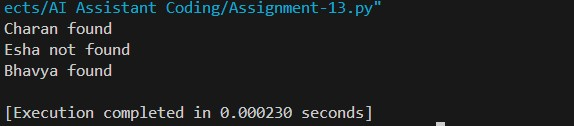 ects/AI Assistant Coding/Assignment-13.py"
Charan found
Esha not found
Bhavya found
[Execution completed in 0.000230 seconds]